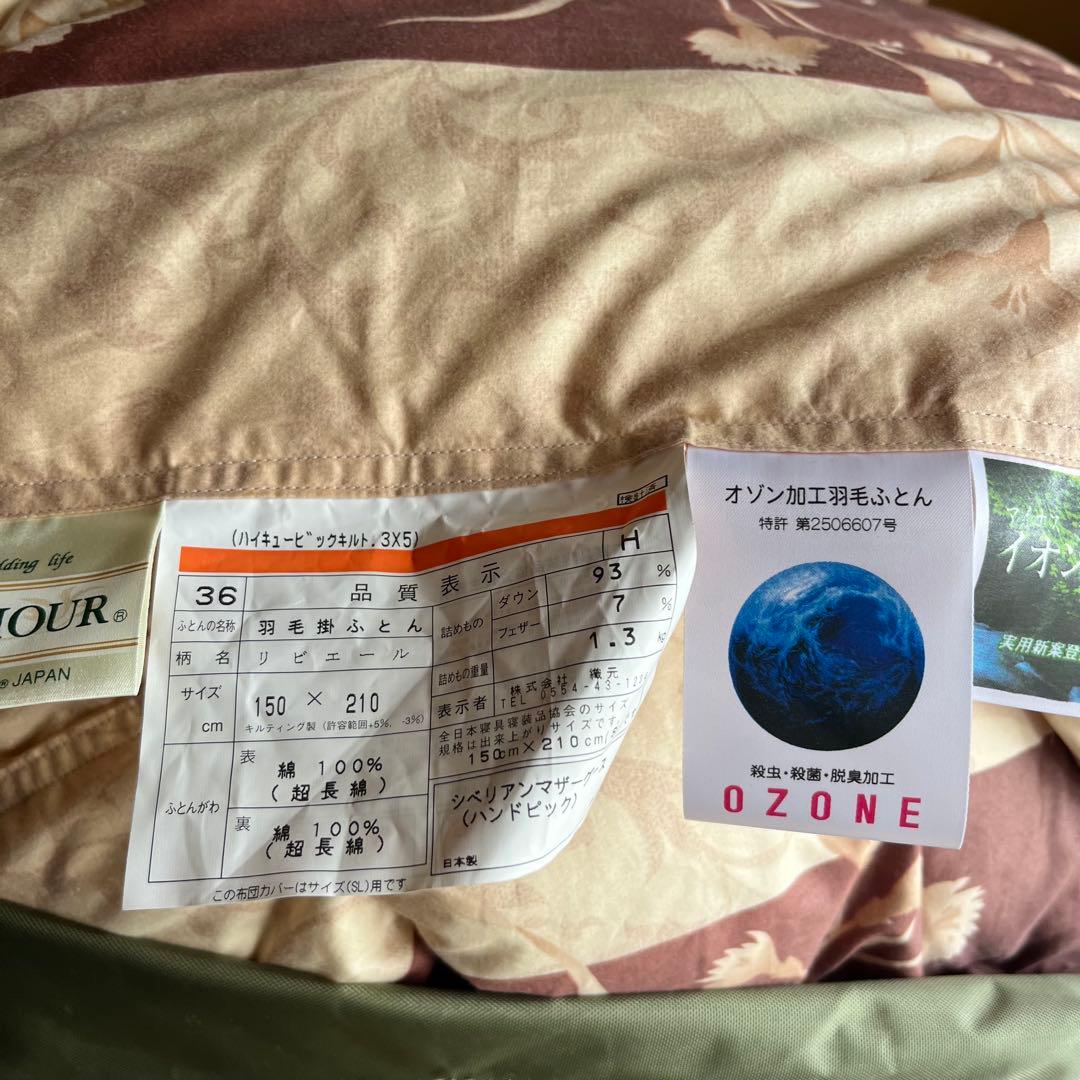 dding life
HOUR®
® JAPAN
(ハイキュービックキルト.3X5)
H
36
品質表示
ふとんの名称
羽毛掛ふとん
柄名
リビエール
サイズ
cm
150 × 210
キルティング製 (許容範囲+5%, -3%)
ふとんがわ
表
綿 100%
(超長綿)
裏
綿 100%
(超長綿)
詰めもの
ダウン
93 %
フェザー
7 %
詰めもの重量
1.3 kg
表示者
株式会社 織元
TEL 0554-43-123
全日本寝具寝装品協会のサイズ
規格は出来上がりサイズです。
150cm×210cm(S
シベリアンマザーグース
(ハンドピック)
日本製
この布団カバーはサイズ(SL)用です
オゾン加工羽毛ふとん
特許 第2506607号
殺虫・殺菌・脱臭加工
OZONE
イオ
実用新案登